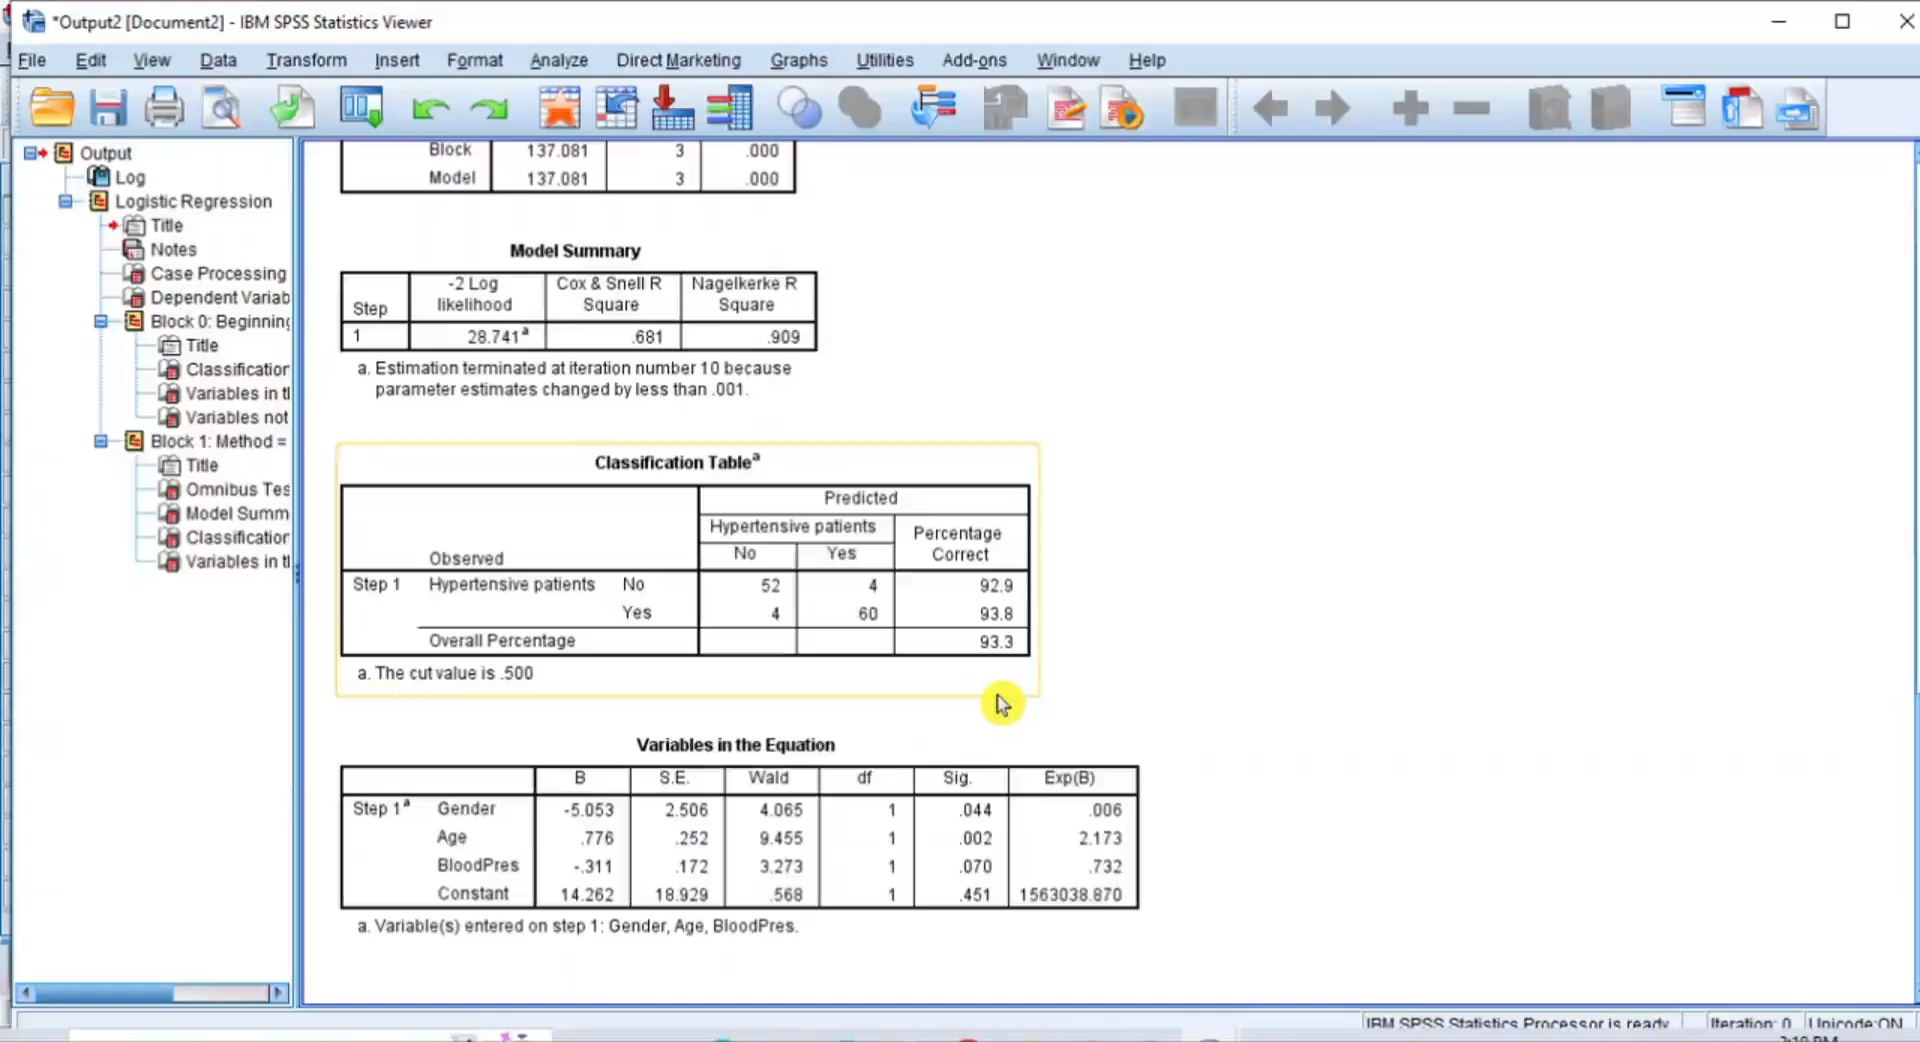 *Output2 [Document2] - IBM SPSS Statistics Viewer
File Edit View Data Transform Insert Format Analyze Direct Marketing Graphs Utilities Add-ons Window Help
Output
Log
Logistic Regression
Title
Notes
Case Processing
Dependent Variab
Block 0: Beginning
Title
Classification
Variables in t
Variables not
Block 1: Method =
Title
Omnibus Tes
Model Summ
Classification
Variables in t
Block 137.081 3 .000
Model 137.081 3 .000
Model Summary
Step -2 Log likelihood Cox & Snell R Square Nagelkerke R Square
1 28.741a .681 .909
a. Estimation terminated at iteration number 10 because
parameter estimates changed by less than .001.
Classification Tablea
Predicted
Hypertensive patients Percentage Correct
Observed No Yes
Step 1 Hypertensive patients No 52 4 92.9
Yes 4 60 93.8
Overall Percentage 93.3
a. The cut value is .500
Variables in the Equation
B S.E. Wald df Sig. Exp(B)
Step 1a Gender -5.053 2.506 4.065 1 .044 .006
Age .776 .252 9.455 1 .002 2.173
BloodPres -.311 .172 3.273 1 .070 .732
Constant 14.262 18.929 .568 1 .451 1563038.870
a. Variable(s) entered on step 1: Gender, Age, BloodPres.
IBM SPSS Statistics Processor is ready Iteration: 0 Unicode:ON